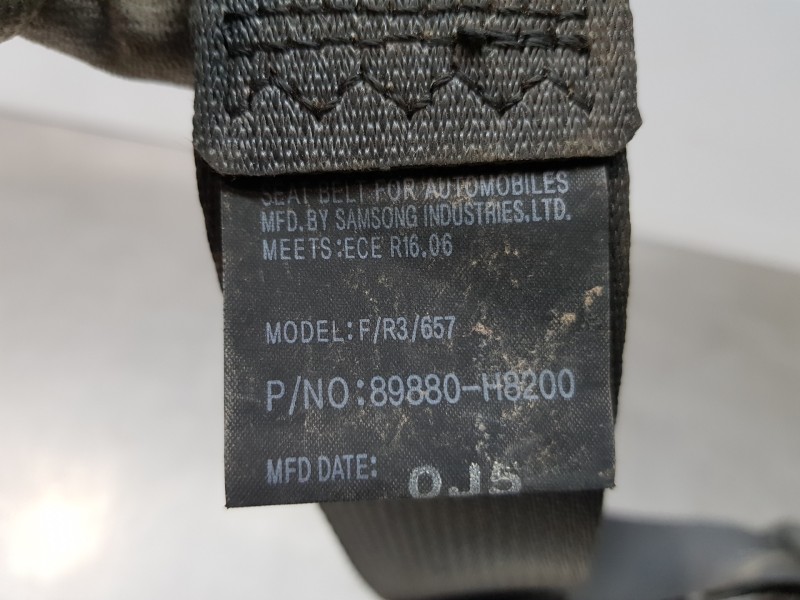 SEAT BELT FOR AUTOMOBILES
MFD.BY SAMSONG INDUSTRIES.LTD.
MEETS:ECE R16.06
MODEL:F/R3/657
P/NO:89880-H8200
MFD DATE: OJ5